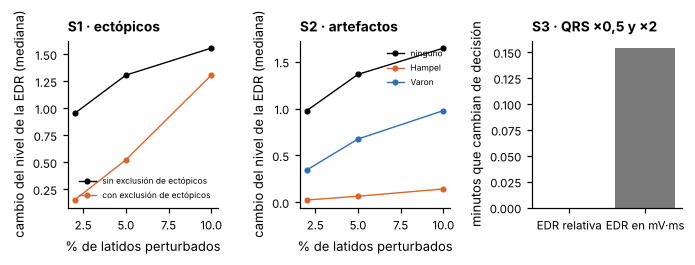 S1 · ectópicos
cambio del nivel de la EDR (mediana)
1.50
1.25
1.00
0.75
0.50
0.25
sin exclusión de ectópicos
con exclusión de ectópicos
2.5
5.0
7.5
10.0
% de latidos perturbados
S2 · artefactos
cambio del nivel de la EDR (mediana)
1.5
1.0
0.5
0.0
ninguno
Hampel
Varon
2.5
5.0
7.5
10.0
% de latidos perturbados
S3 · QRS ×0,5 y ×2
minutos que cambian de decisión
0.150
0.125
0.100
0.075
0.050
0.025
0.000
EDR relativa
EDR en mV·ms